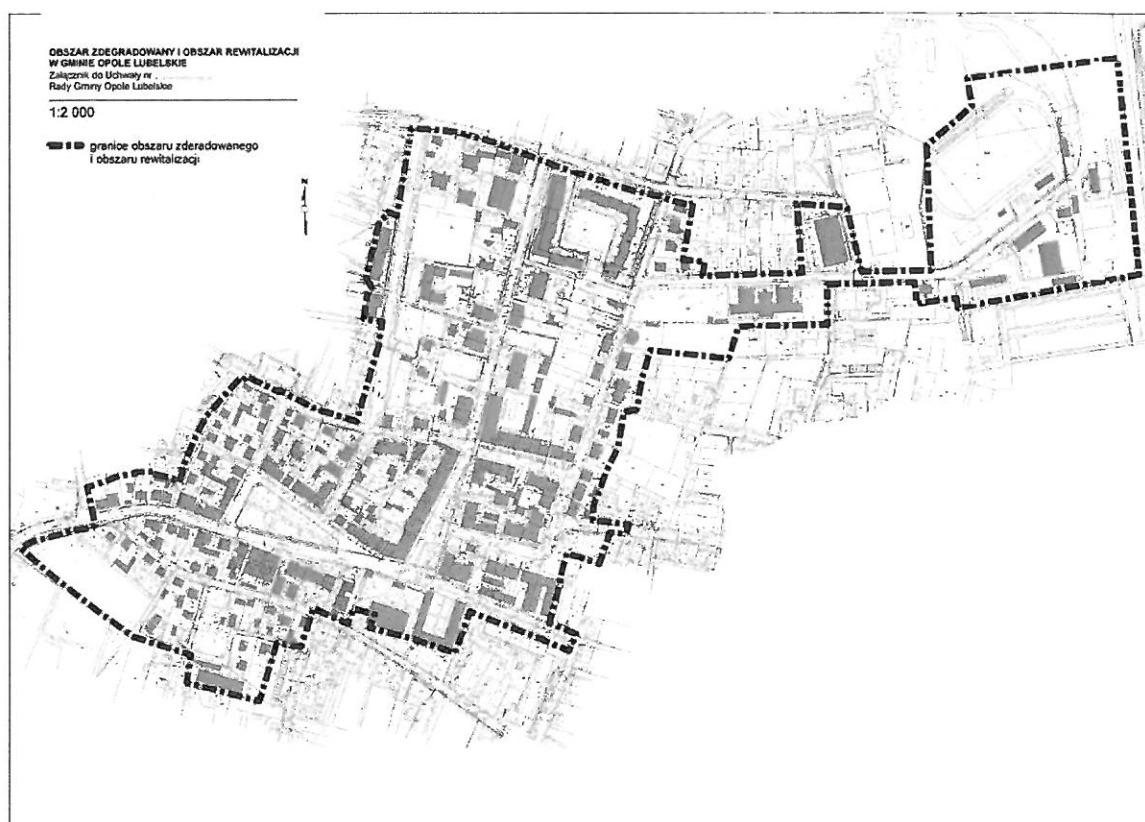 OBSZAR ZDEGRADOWANY I OBSZAR REWITALIZACJI
W GMINIE OPOLE LUBELSKIE
Załącznik do Uchwały nr
Rady Gminy Opole Lubelskie
1:2 000
granice obszaru zderadowanego
i obszaru rewitalizacji